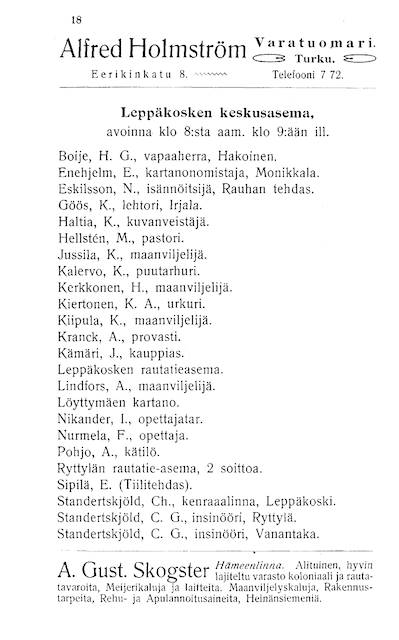 18
Alfred Holmström Varatuomari.
Turku.
Eerikinkatu 8. Telefooni 7 72.
Leppäkosken keskusasema,
avoinna klo 8:sta aam. klo 9:ään ill.
Boije, H. G., vapaaherra, Hakoinen.
Enehjelm, E., kartanonomistaja, Monikkala.
Eskilsson, N., isännöitsijä, Rauhan tehdas.
Göös, K., lehtori, Irjala.
Haltia, K., kuvanveistäjä.
Hellstén, M., pastori.
Jussila, K., maanviljelijä.
Kalervo, K., puutarhuri.
Kerkkonen, H., maanviljelijä.
Kiertonen, K. A., urkuri.
Kiipula, K., maanviljelijä.
Kranck, A., provasti.
Kämäri, J., kauppias.
Leppäkosken rautatieasema.
Lindfors, A., maanviljelijä.
Löyttymäen kartano.
Nikander, I., opettajatar.
Nurmela, F., opettaja.
Pohjo, A., kätilö.
Ryttylän rautatie-asema, 2 soittoa.
Sipilä, E. (Tiilitehdas).
Standertskjöld, Ch., kenraalinna, Leppäkoski.
Standertskjöld, C. G., insinööri, Ryttylä.
Standertskjöld, C. G., insinööri, Vanantaka.
A. Gust. Skogster Hämeenlinna. Alituinen, hyvin
lajiteltu varasto koloniaali ja rauta-
tavaroita, Meijerikaluja ja laitteita. Maanviljelyskaluja, Rakennus-
tarpeita, Rehu- ja Apulannoitusaineita, Heinänsiemeniä.